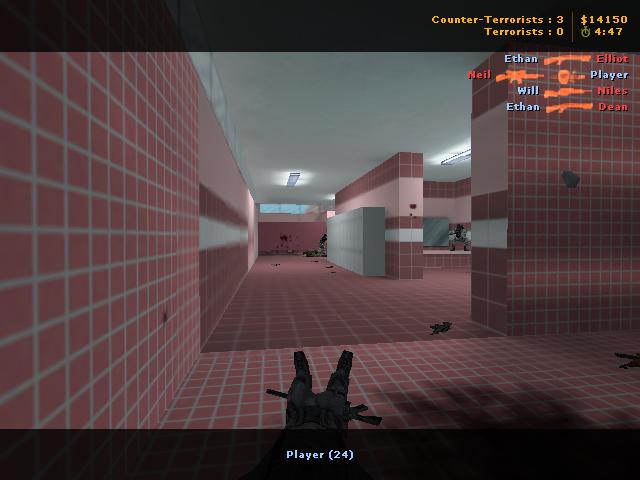 Counter-Terrorists : 3 $14150
Terrorists : 0 4:47
Ethan Elliot
Neil Player
Will Niles
Ethan Dean
Player (24)